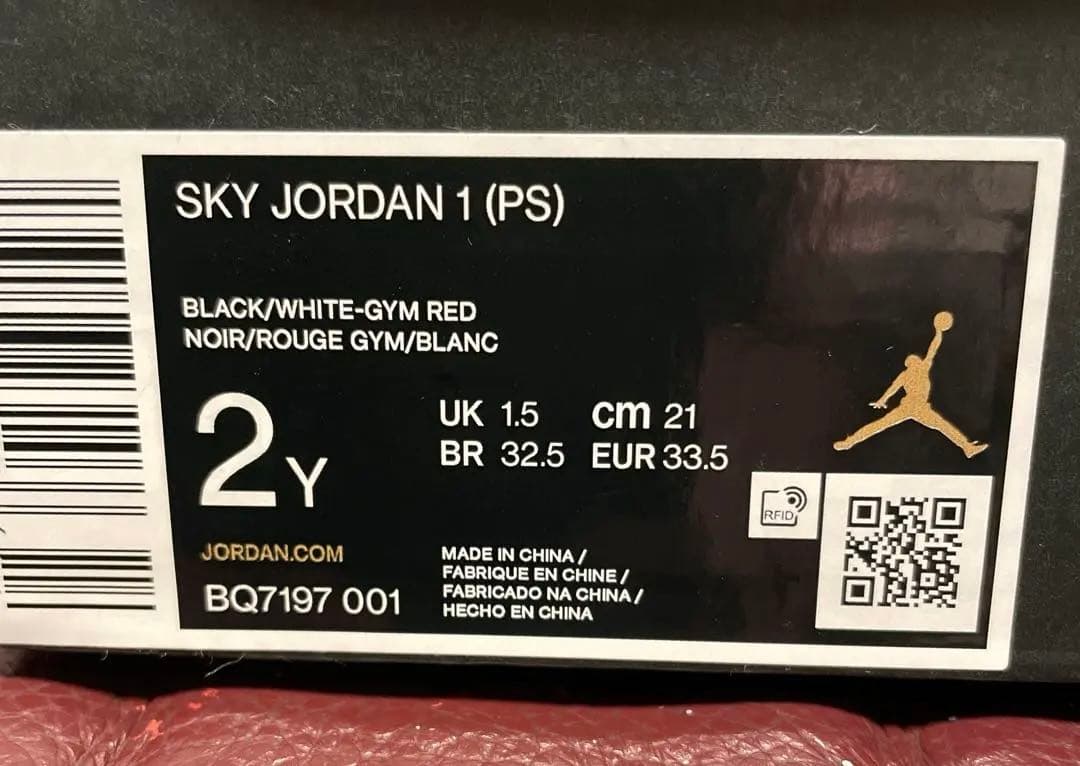 SKY JORDAN 1 (PS)
BLACK/WHITE-GYM RED
NOIR/ROUGE GYM/BLANC
2Y
UK 1.5 cm 21
BR 32.5 EUR 33.5
RFID
JORDAN.COM
BQ7197 001
MADE IN CHINA /
FABRIQUE EN CHINE /
FABRICADO NA CHINA /
HECHO EN CHINA